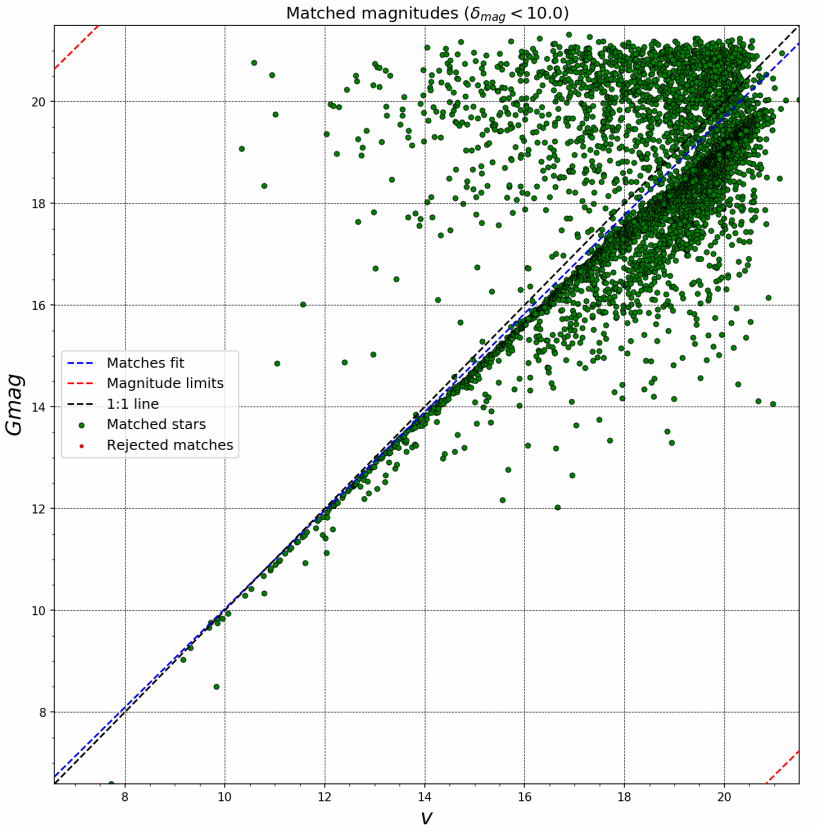 Matched magnitudes (δmag < 10.0)
20
18
16
14
12
10
8
Gmag
Matches fit
Magnitude limits
1:1 line
Matched stars
Rejected matches
8 10 12 14 16 18 20
V